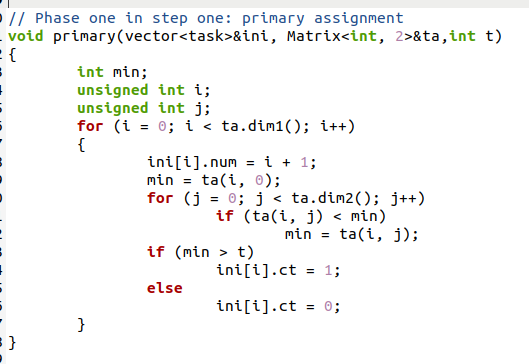 // Phase one in step one: primary assignment
void primary(vector<task>&ini, Matrix<int, 2>&ta,int t)
{
        int min;
        unsigned int i;
        unsigned int j;
        for (i = 0; i < ta.dim1(); i++)
        {
                ini[i].num = i + 1;
                min = ta(i, 0);
                for (j = 0; j < ta.dim2(); j++)
                        if (ta(i, j) < min)
                                min = ta(i, j);
                if (min > t)
                        ini[i].ct = 1;
                else
                        ini[i].ct = 0;
        }
}